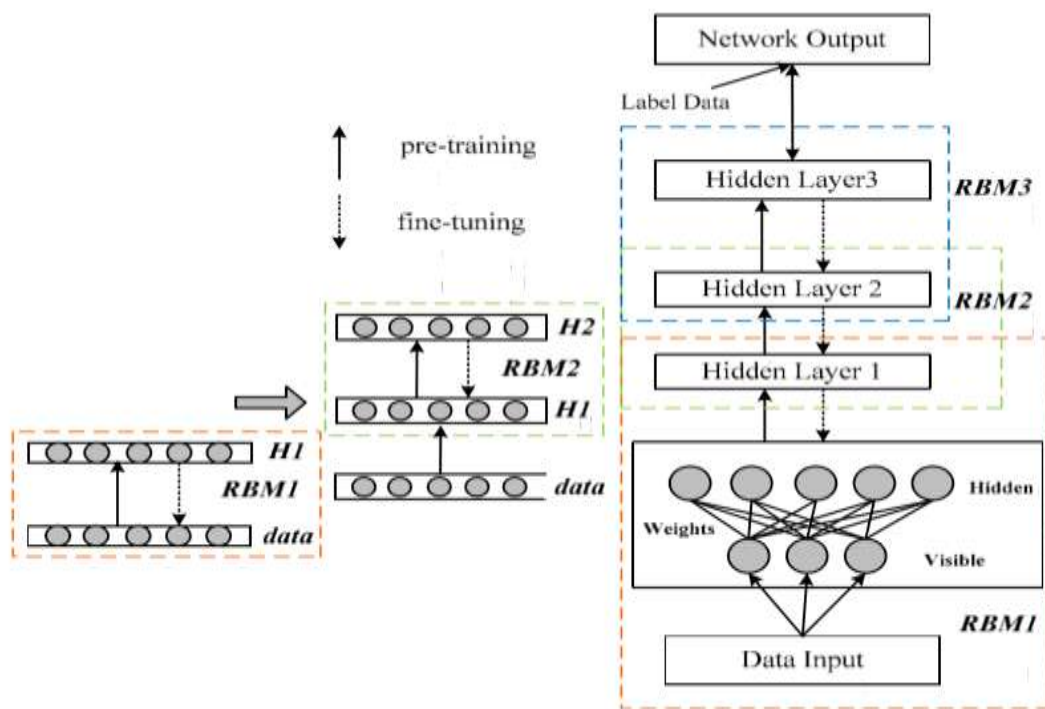 Network Output
Label Data
pre-training
fine-tuning
Hidden Layer3
RBM3
Hidden Layer 2
RBM2
Hidden Layer 1
H2
RBM2
H1
data
H1
RBM1
data
Hidden
Weights
Visible
RBM1
Data Input